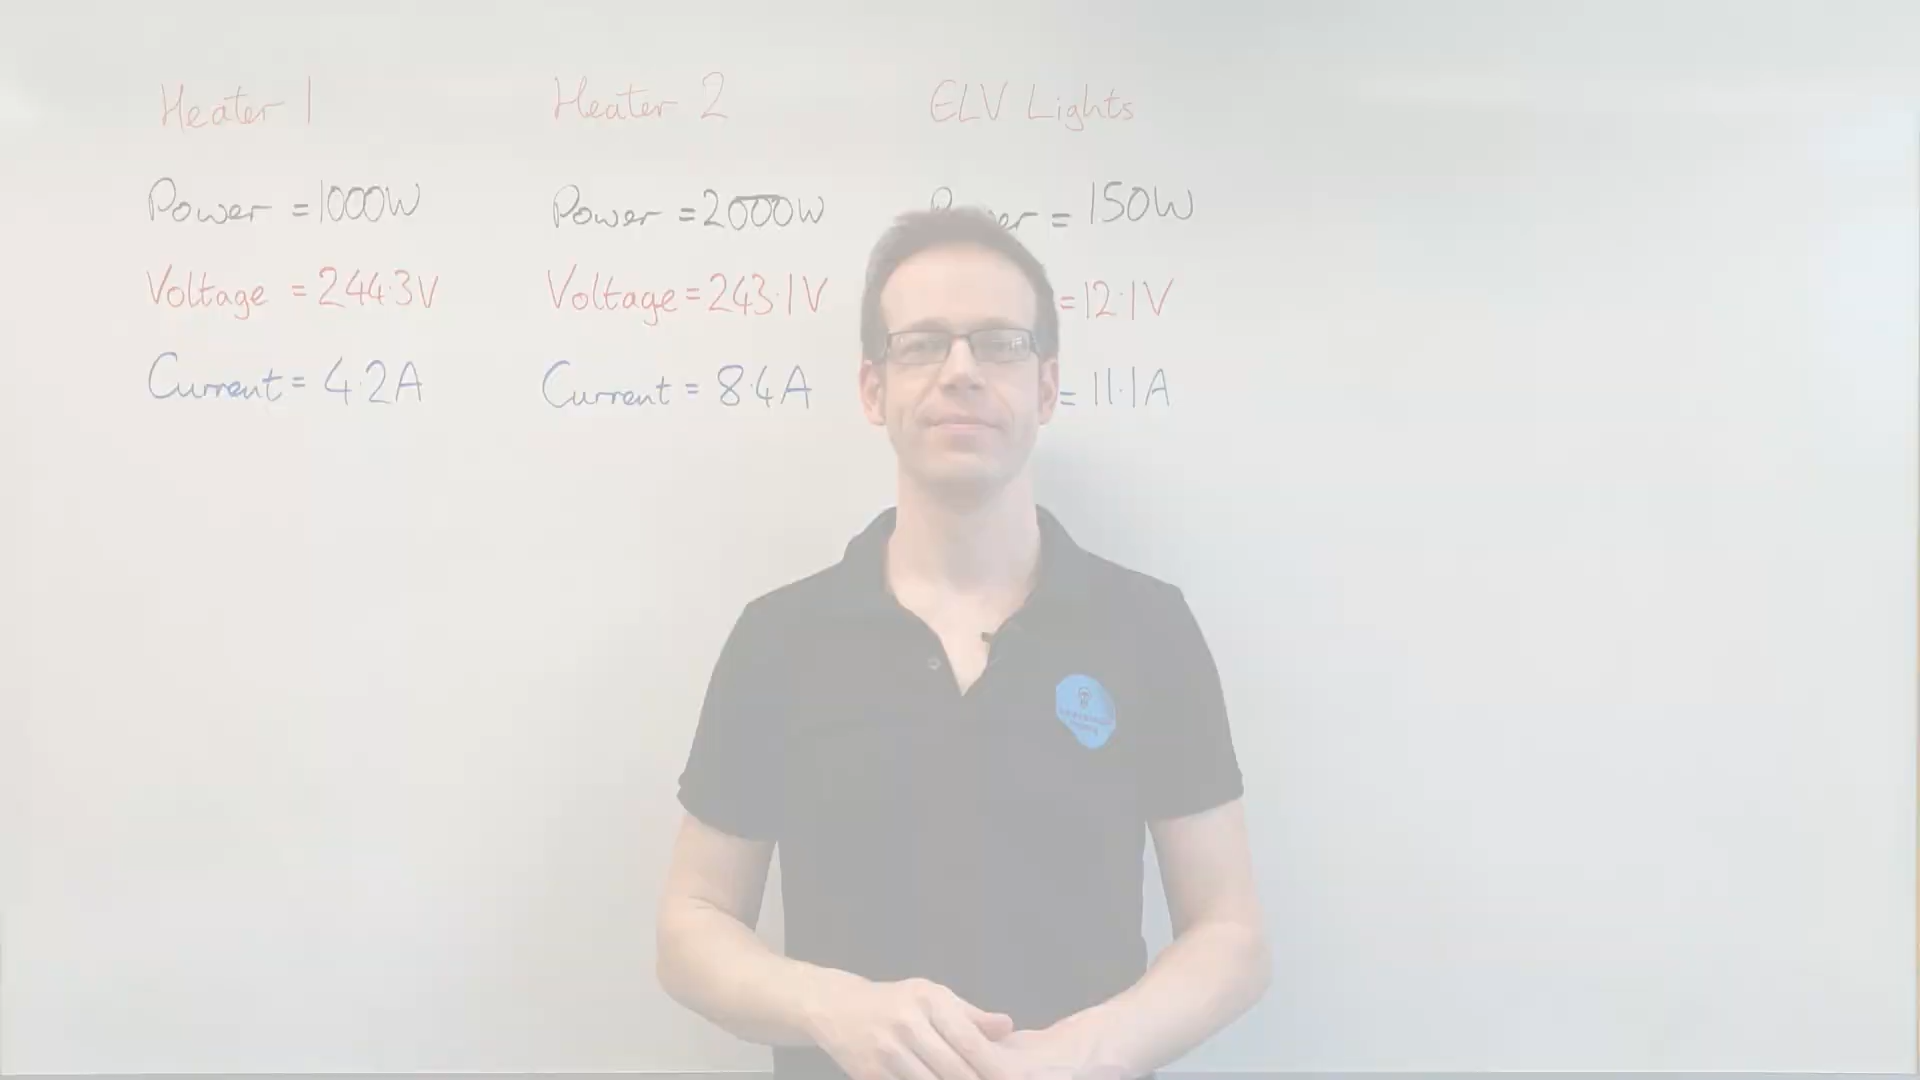 Heater 1
Power = 1000W
Voltage = 244.3V
Current = 4.2A
Heater 2
Power = 2000W
Voltage = 243.1V
Current = 8.4A
ELV Lights
= 150W
= 12.1V
= 11.1A